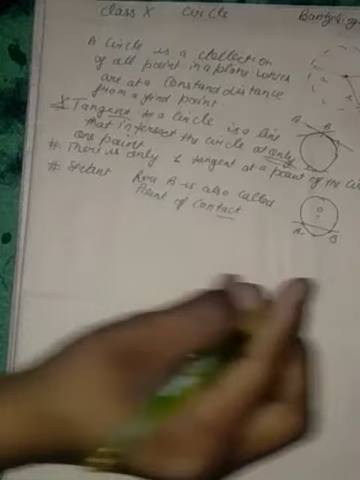 Class X Circle
A circle is a collection
of all point in a plane which
are at a constand distance
from a fixed point
Tangent to a circle is a line
that intersect the circle at only
one point
# There is only 1 tangent at a point of the
# Secant A is also called
Point of contact
A B
O
A B